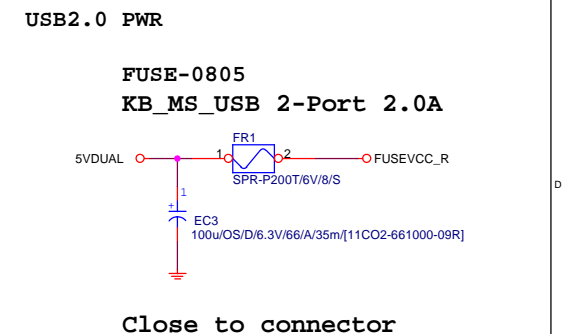 USB2.0 PWR
FUSE-0805
KB_MS_USB 2-Port 2.0A
FR1
5VDUAL 1 2 FUSEVCC_R
SPR-P200T/6V/8/S
D
1
+
EC3
100u/OS/D/6.3V/66/A/35m/[11CO2-661000-09R]
Close to connector